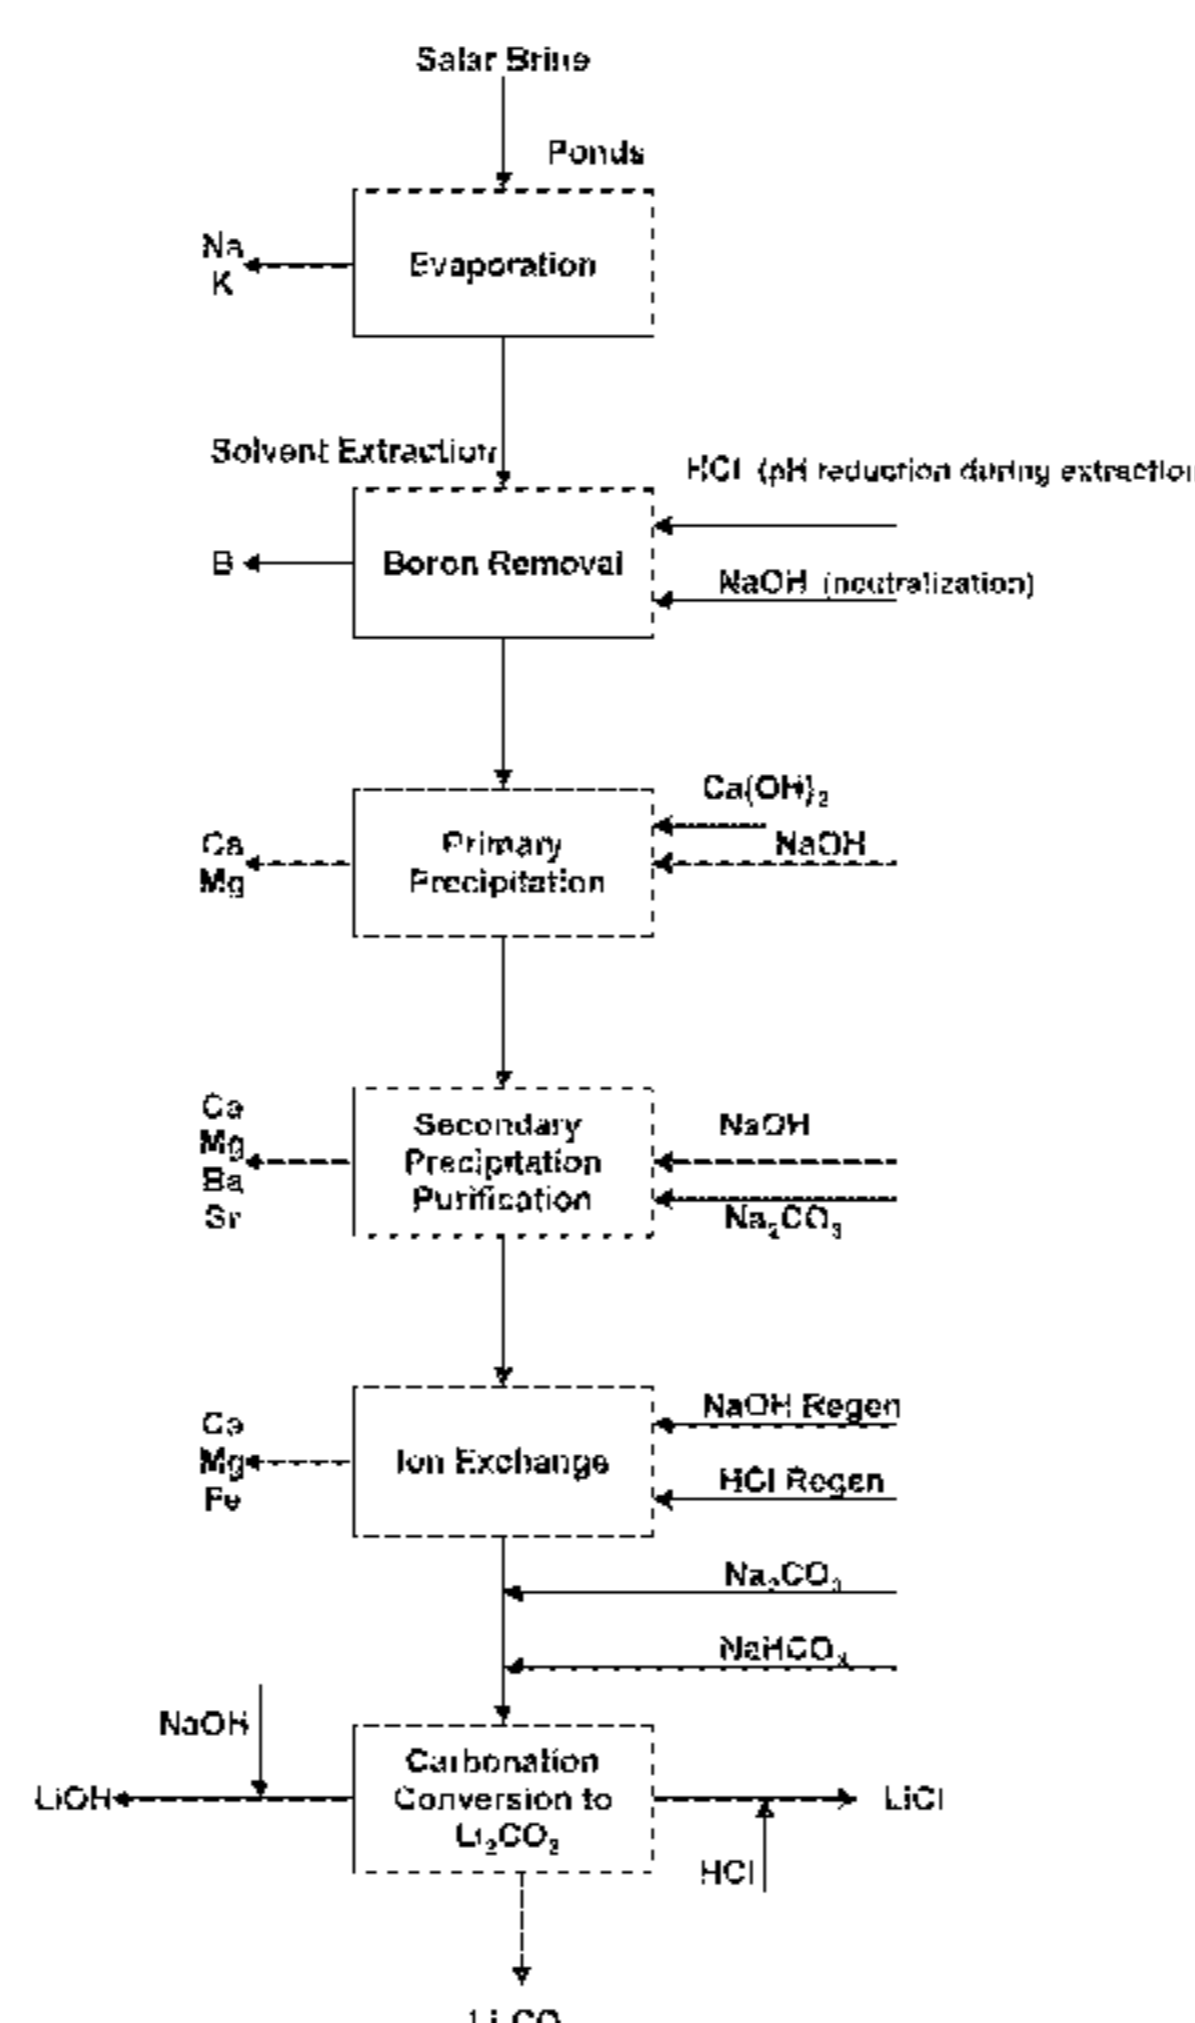 Salar Brine
Ponds
Na
K
Evaporation
Solvent Extraction
HCl (pH reduction during extraction
B
Boron Removal
NaOH (neutralization)
Ca(OH)₂
NaOH
Ca
Mg
Primary
Precipitation
Ca
Mg
Ba
Sr
Secondary
Precipitation
Purification
NaOH
Na₂CO₃
Ca
Mg
Fe
Ion Exchange
NaOH Regen
HCl Regen
Na₂CO₃
NaHCO₃
NaOH
LiOH
Carbonation
Conversion to
Li₂CO₃
LiCl
HCl
Li CO